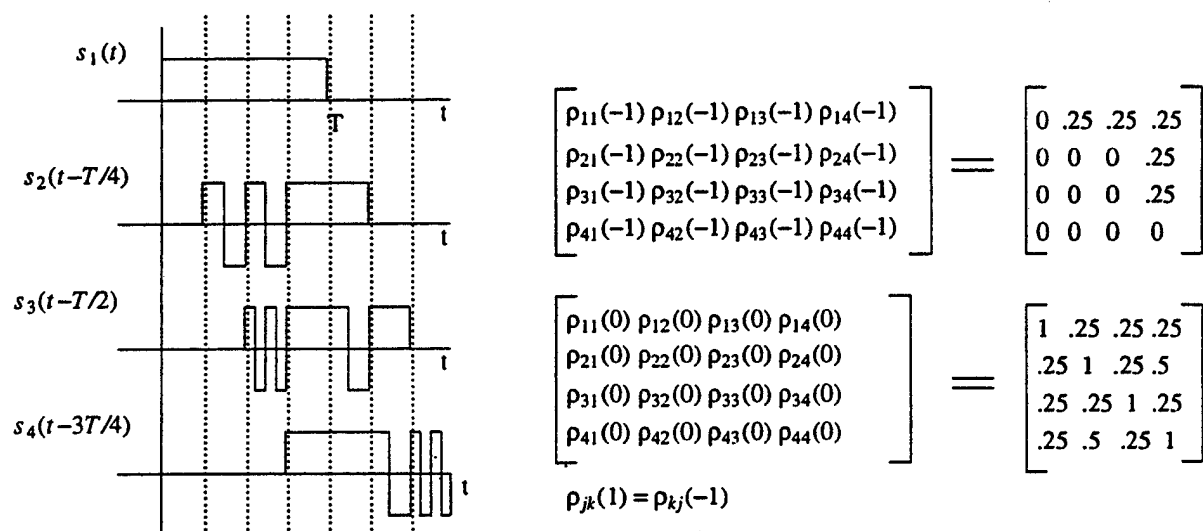 s₁(t)
t
T
s₂(t−T/4)
t
s₃(t−T/2)
t
s₄(t−3T/4)
t
ρ₁₁(−1) ρ₁₂(−1) ρ₁₃(−1) ρ₁₄(−1)
ρ₂₁(−1) ρ₂₂(−1) ρ₂₃(−1) ρ₂₄(−1)
ρ₃₁(−1) ρ₃₂(−1) ρ₃₃(−1) ρ₃₄(−1)
ρ₄₁(−1) ρ₄₂(−1) ρ₄₃(−1) ρ₄₄(−1)
=
0 .25 .25 .25
0 0 0 .25
0 0 0 .25
0 0 0 0
ρ₁₁(0) ρ₁₂(0) ρ₁₃(0) ρ₁₄(0)
ρ₂₁(0) ρ₂₂(0) ρ₂₃(0) ρ₂₄(0)
ρ₃₁(0) ρ₃₂(0) ρ₃₃(0) ρ₃₄(0)
ρ₄₁(0) ρ₄₂(0) ρ₄₃(0) ρ₄₄(0)
=
1 .25 .25 .25
.25 1 .25 .5
.25 .25 1 .25
.25 .5 .25 1
ρⱼₖ(1) = ρₖⱼ(−1)